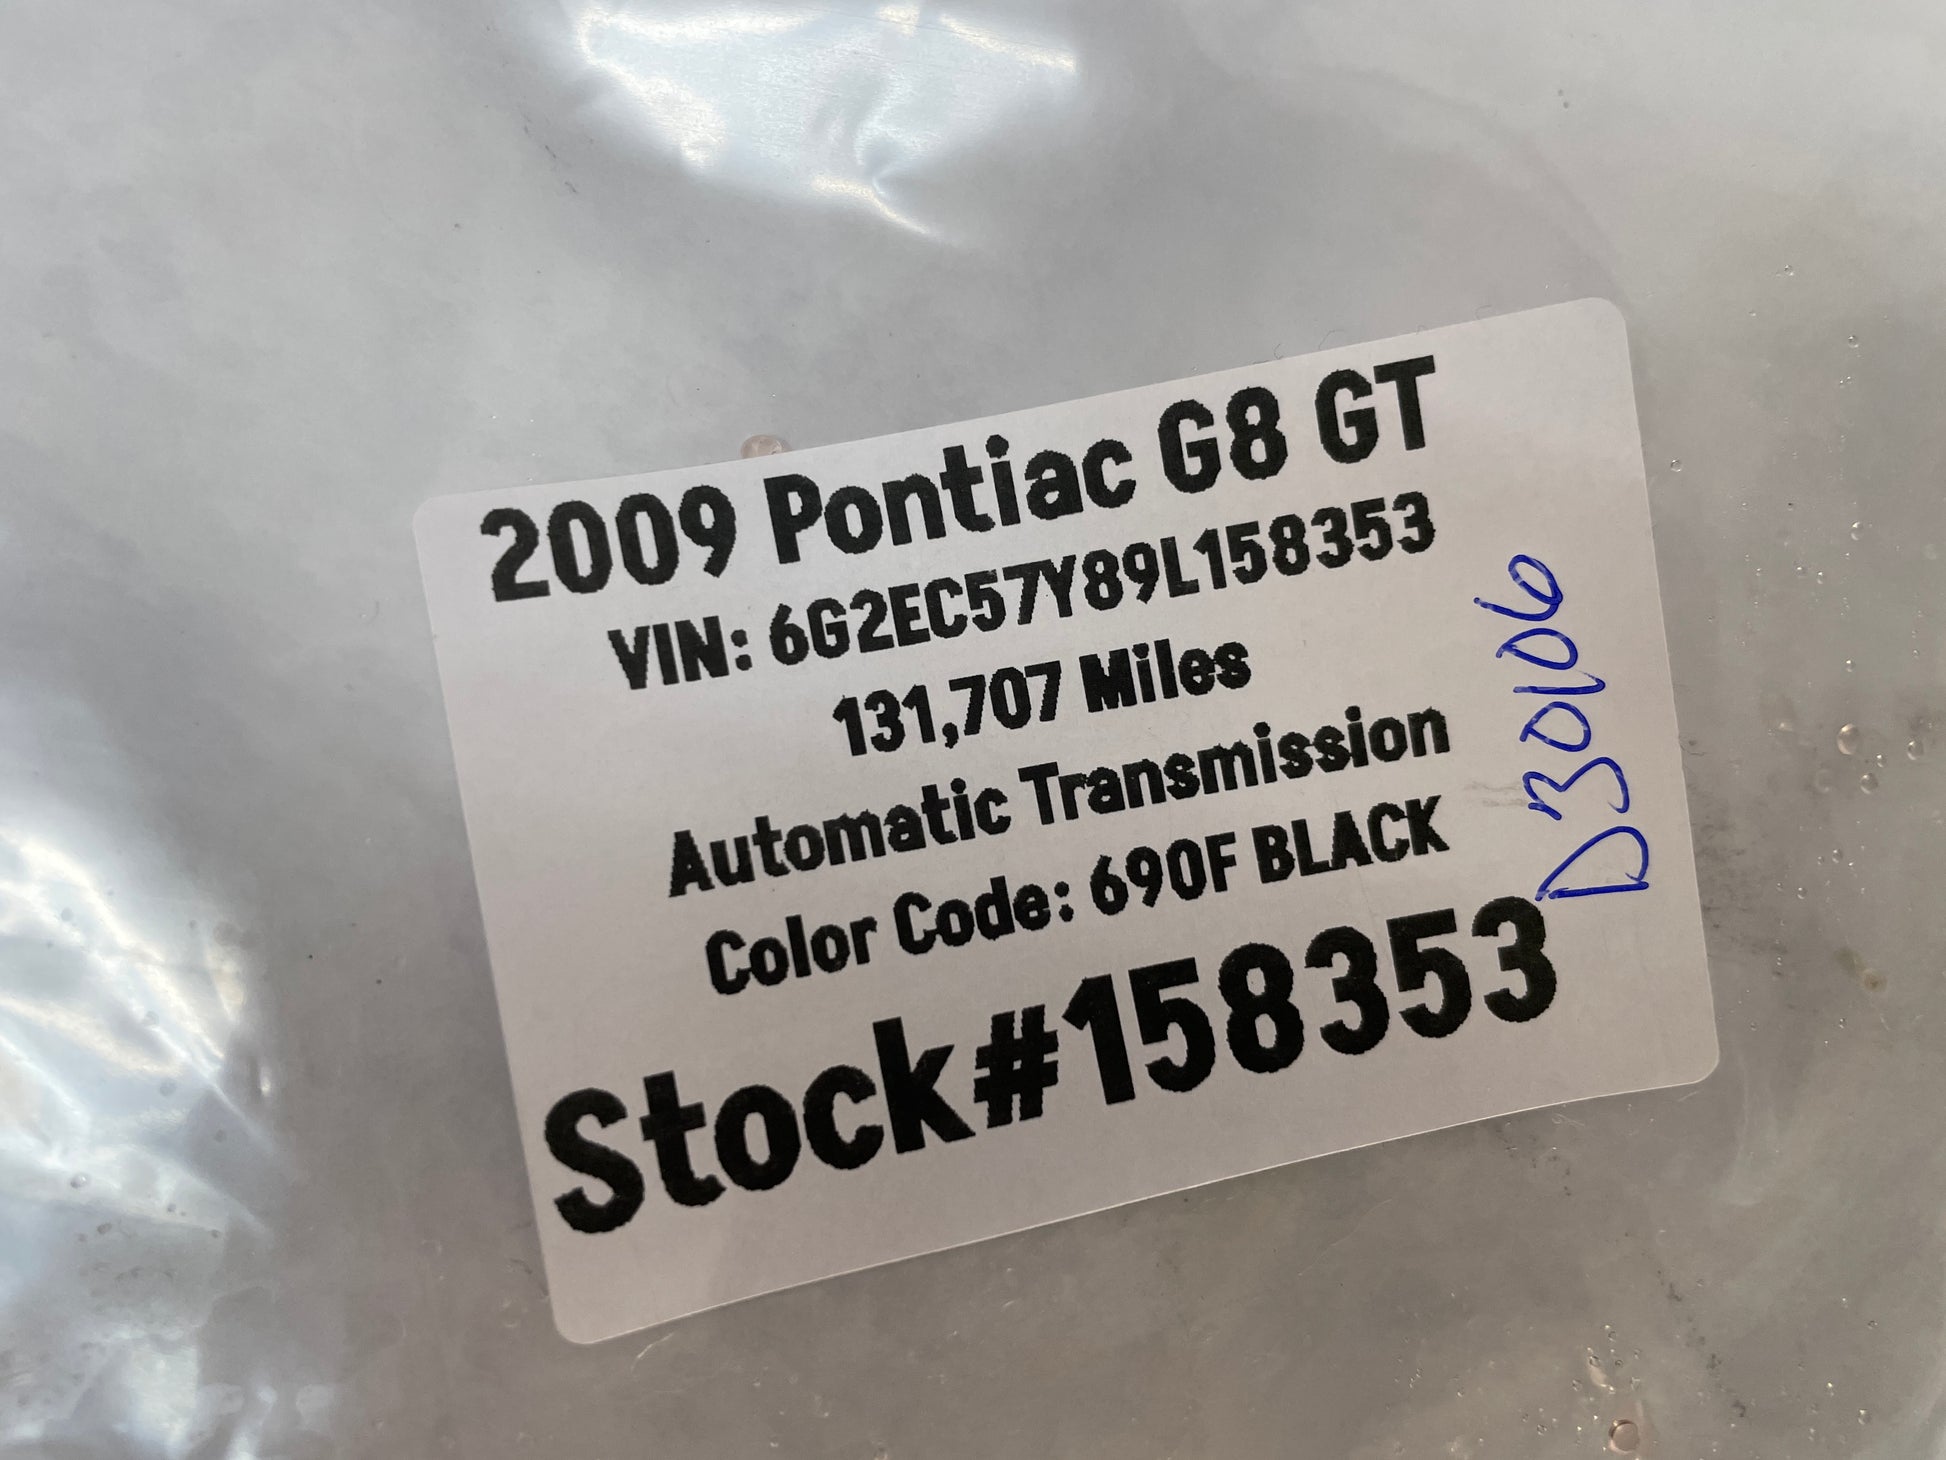 2009 Pontiac G8 GT
VIN: 6G2EC57Y89L158353
131,707 Miles
Automatic Transmission
Color Code: 690F BLACK
Stock#158353
D30106